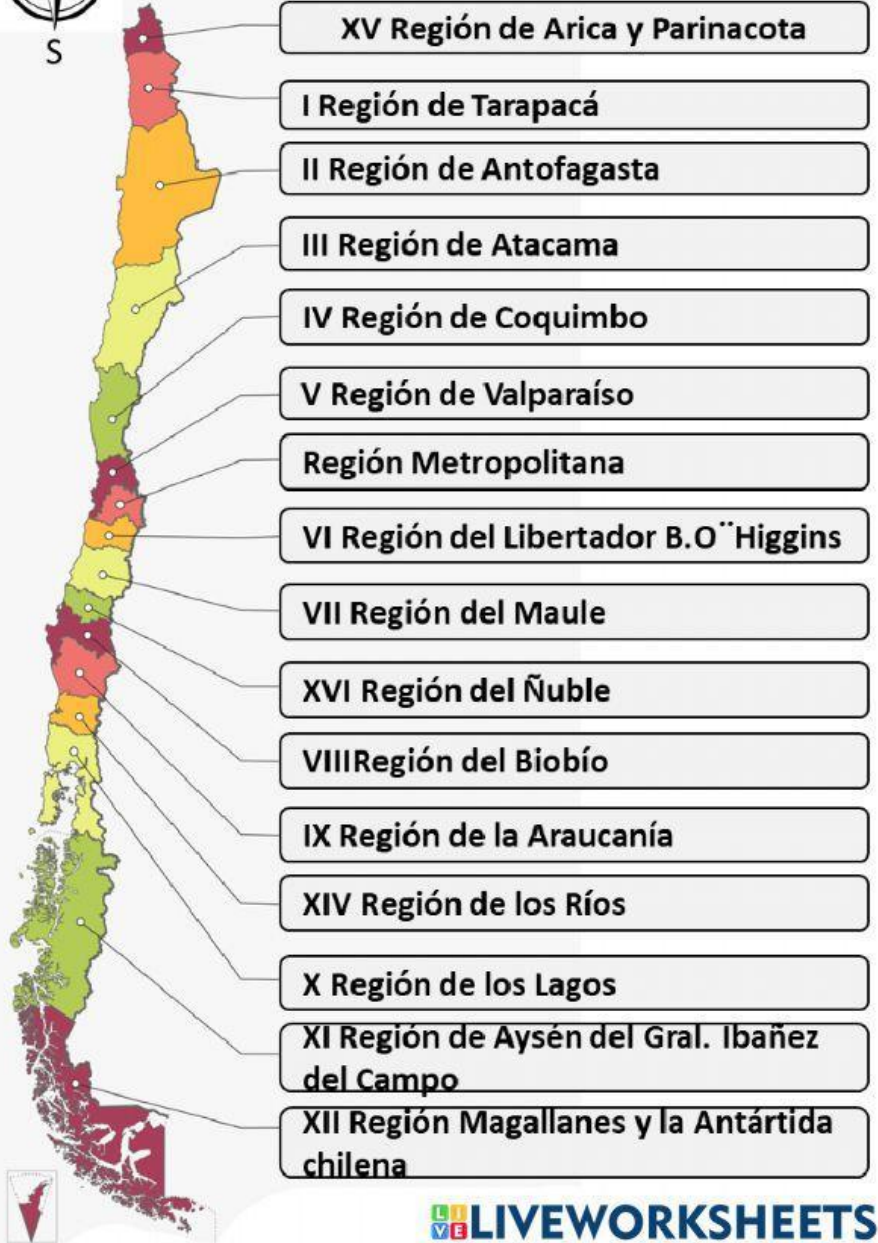 S
XV Región de Arica y Parinacota
I Región de Tarapacá
II Región de Antofagasta
III Región de Atacama
IV Región de Coquimbo
V Región de Valparaíso
Región Metropolitana
VI Región del Libertador B.O¨Higgins
VII Región del Maule
XVI Región del Ñuble
VIIIRegión del Biobío
IX Región de la Araucanía
XIV Región de los Ríos
X Región de los Lagos
XI Región de Aysén del Gral. Ibañez
del Campo
XII Región Magallanes y la Antártida
chilena
LIVE LIVEWORKSHEETS